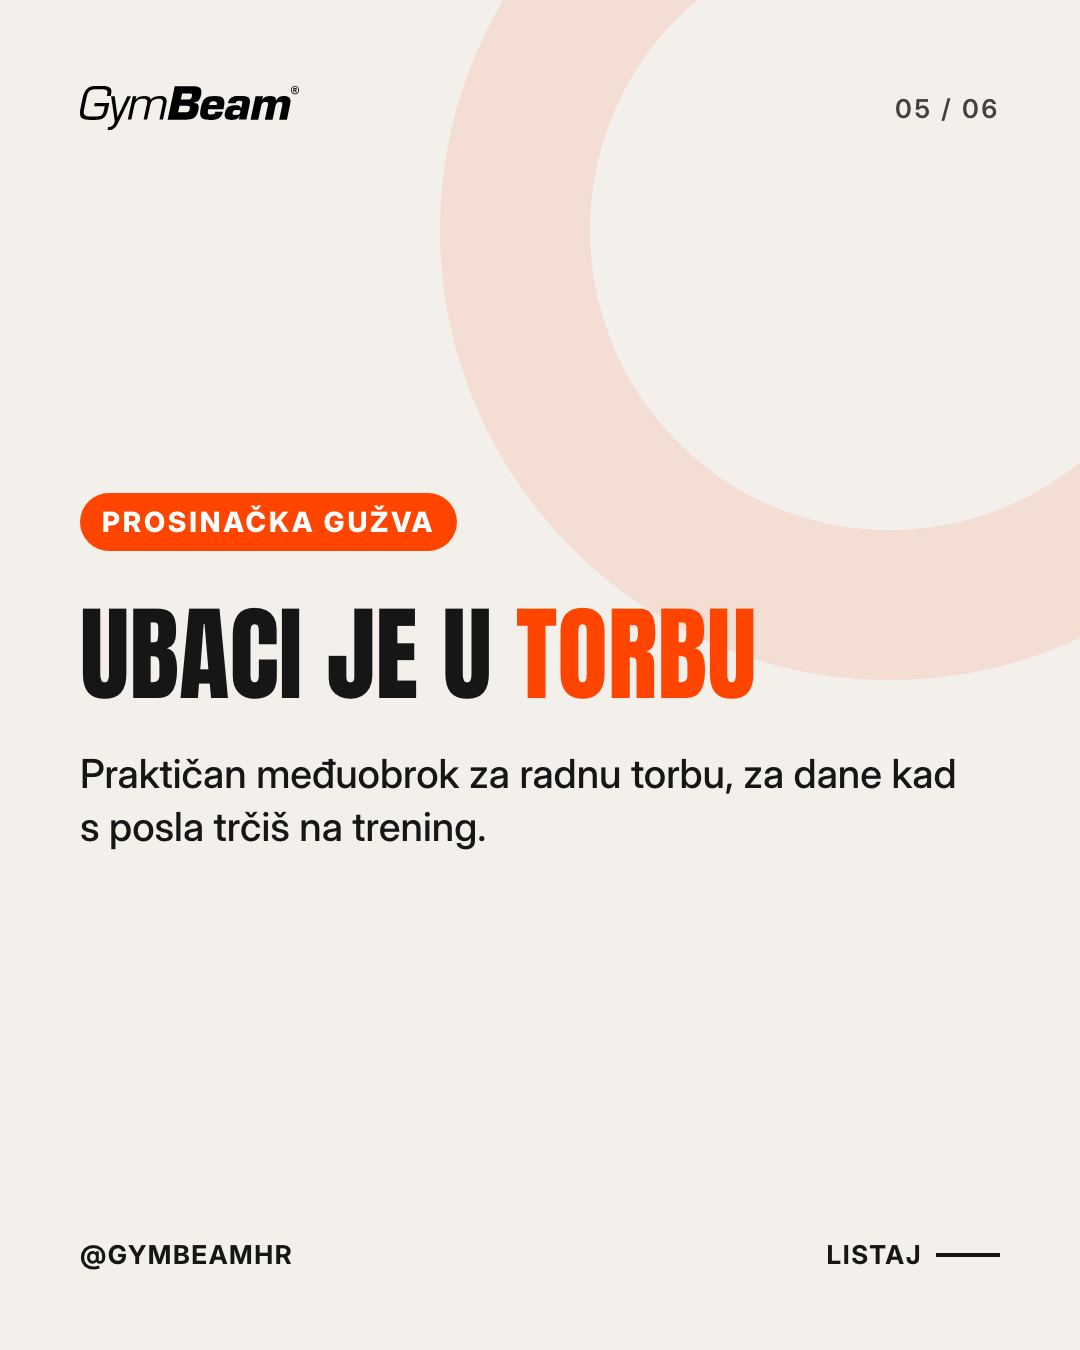 GymBeam®
05 / 06
PROSINAČKA GUŽVA
UBACI JE U TORBU
Praktičan međuobrok za radnu torbu, za dane kad
s posla trčiš na trening.
@GYMBEAMHR
LISTAJ